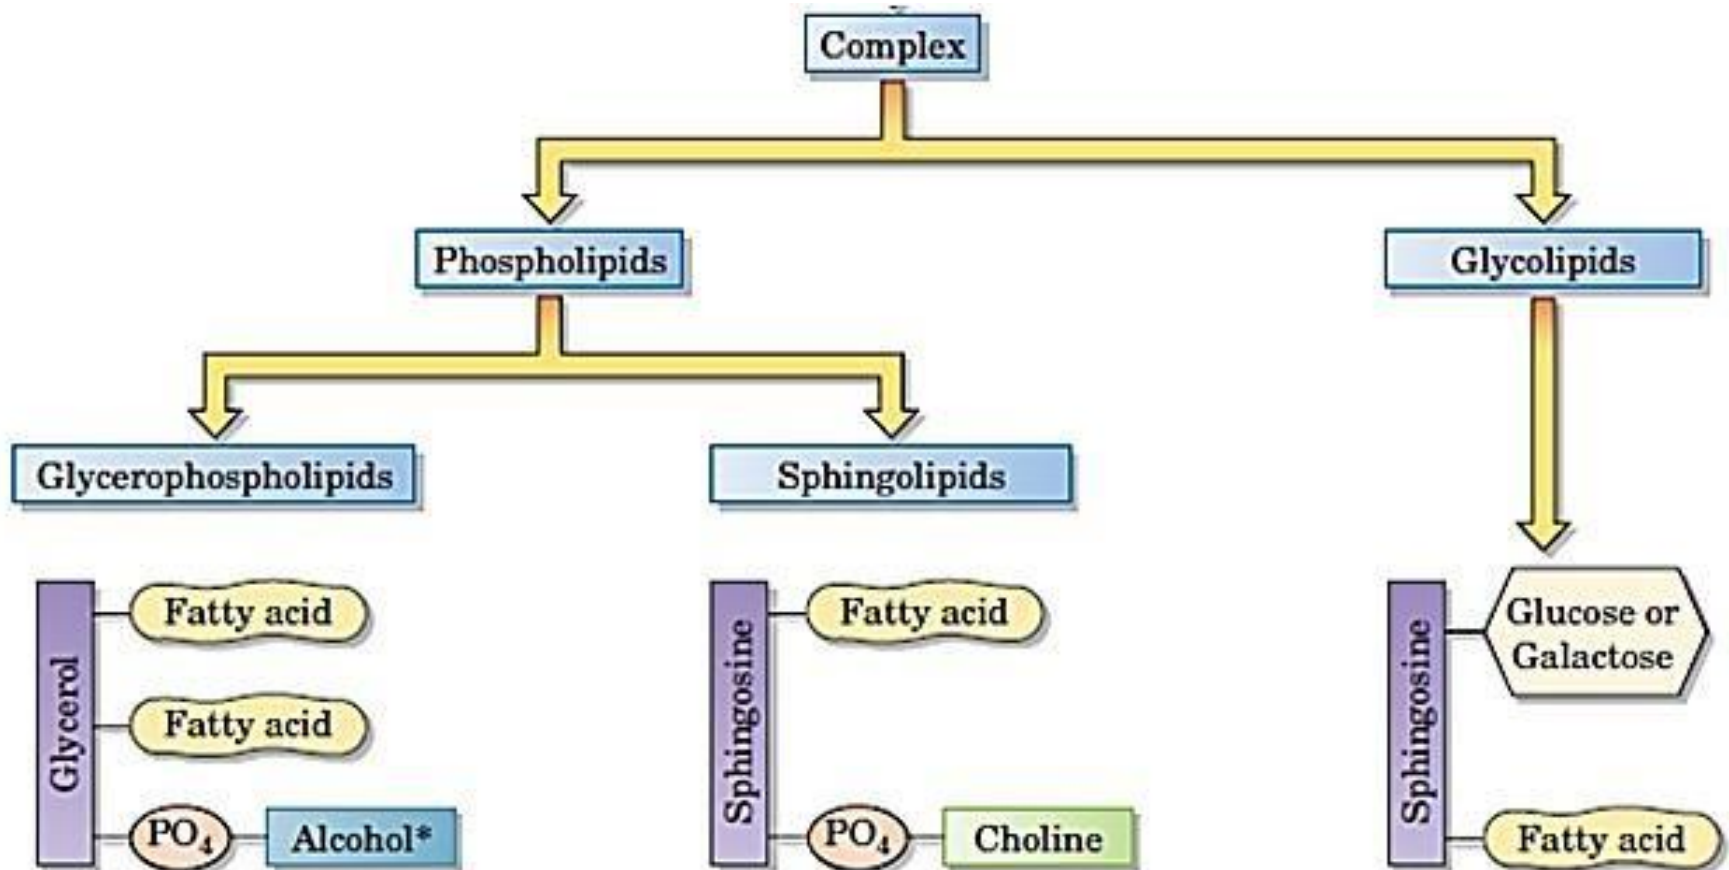 Complex
Phospholipids
Glycolipids
Glycerophospholipids
Sphingolipids
Glycerol
Fatty acid
Fatty acid
PO₄
Alcohol*
Sphingosine
Fatty acid
PO₄
Choline
Sphingosine
Glucose or
Galactose
Fatty acid